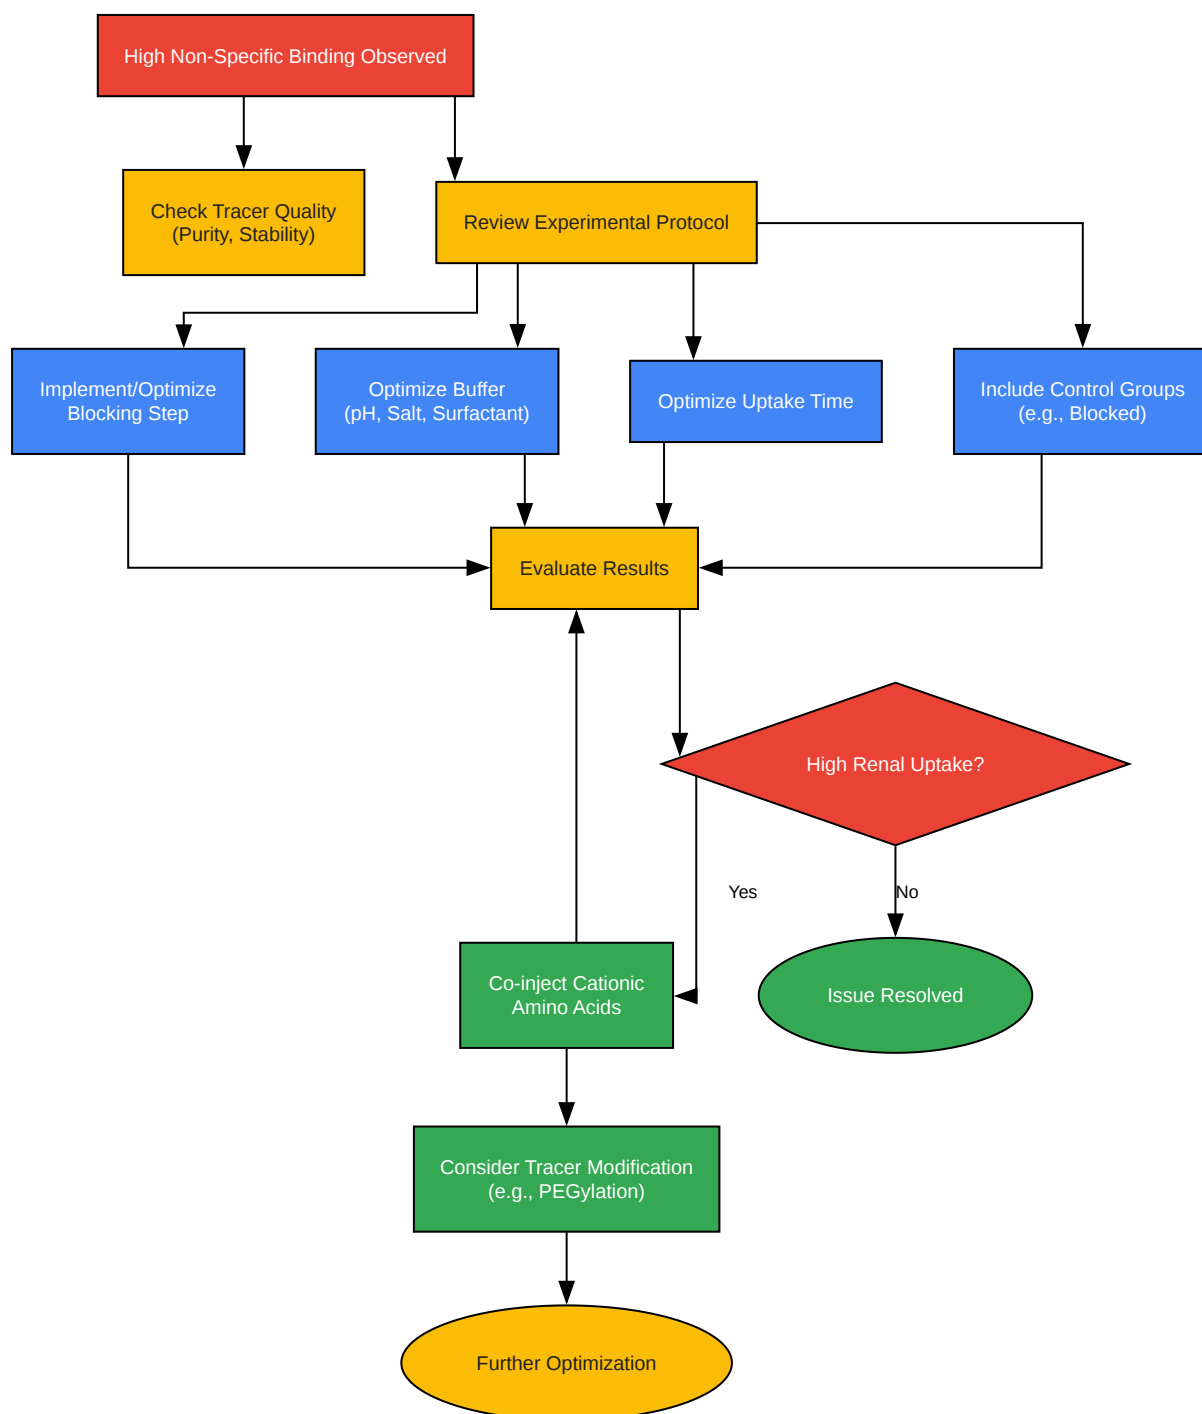 High Non-Specific Binding Observed
Check Tracer Quality
(Purity, Stability)
Review Experimental Protocol
Implement/Optimize
Blocking Step
Optimize Buffer
(pH, Salt, Surfactant)
Optimize Uptake Time
Include Control Groups
(e.g., Blocked)
Evaluate Results
High Renal Uptake?
Yes
No
Co-inject Cationic
Amino Acids
Issue Resolved
Consider Tracer Modification
(e.g., PEGylation)
Further Optimization